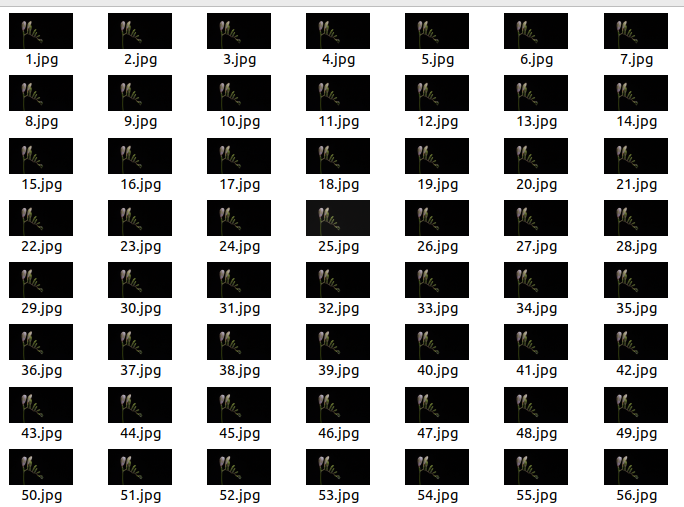 1.jpg 2.jpg 3.jpg 4.jpg 5.jpg 6.jpg 7.jpg
8.jpg 9.jpg 10.jpg 11.jpg 12.jpg 13.jpg 14.jpg
15.jpg 16.jpg 17.jpg 18.jpg 19.jpg 20.jpg 21.jpg
22.jpg 23.jpg 24.jpg 25.jpg 26.jpg 27.jpg 28.jpg
29.jpg 30.jpg 31.jpg 32.jpg 33.jpg 34.jpg 35.jpg
36.jpg 37.jpg 38.jpg 39.jpg 40.jpg 41.jpg 42.jpg
43.jpg 44.jpg 45.jpg 46.jpg 47.jpg 48.jpg 49.jpg
50.jpg 51.jpg 52.jpg 53.jpg 54.jpg 55.jpg 56.jpg